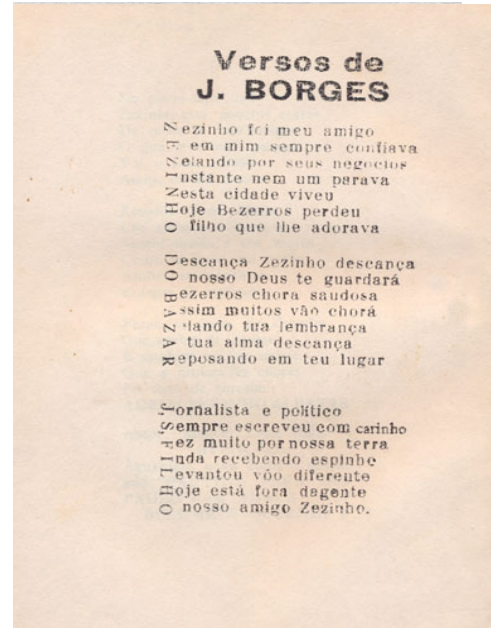 Versos de
J. BORGES
Zezinho foi meu amigo
E em mim sempre confiava
Zelando por seus negocios
Instante nem um parava
Nesta cidade viveu
Hoje Bezerros perdeu
O filho que lhe adorava
Descança Zezinho descança
O nosso Deus te guardará
Bezerros chora saudosa
Assim muitos vão chorá
Zelando tua lembrança
A tua alma descança
Reposando em teu lugar
Jornalista e político
Sempre escreveu com carinho
Fez muito por nossa terra
Inda recebendo espinho
Levantou vôo diferente
Hoje está fora dagente
O nosso amigo Zezinho.